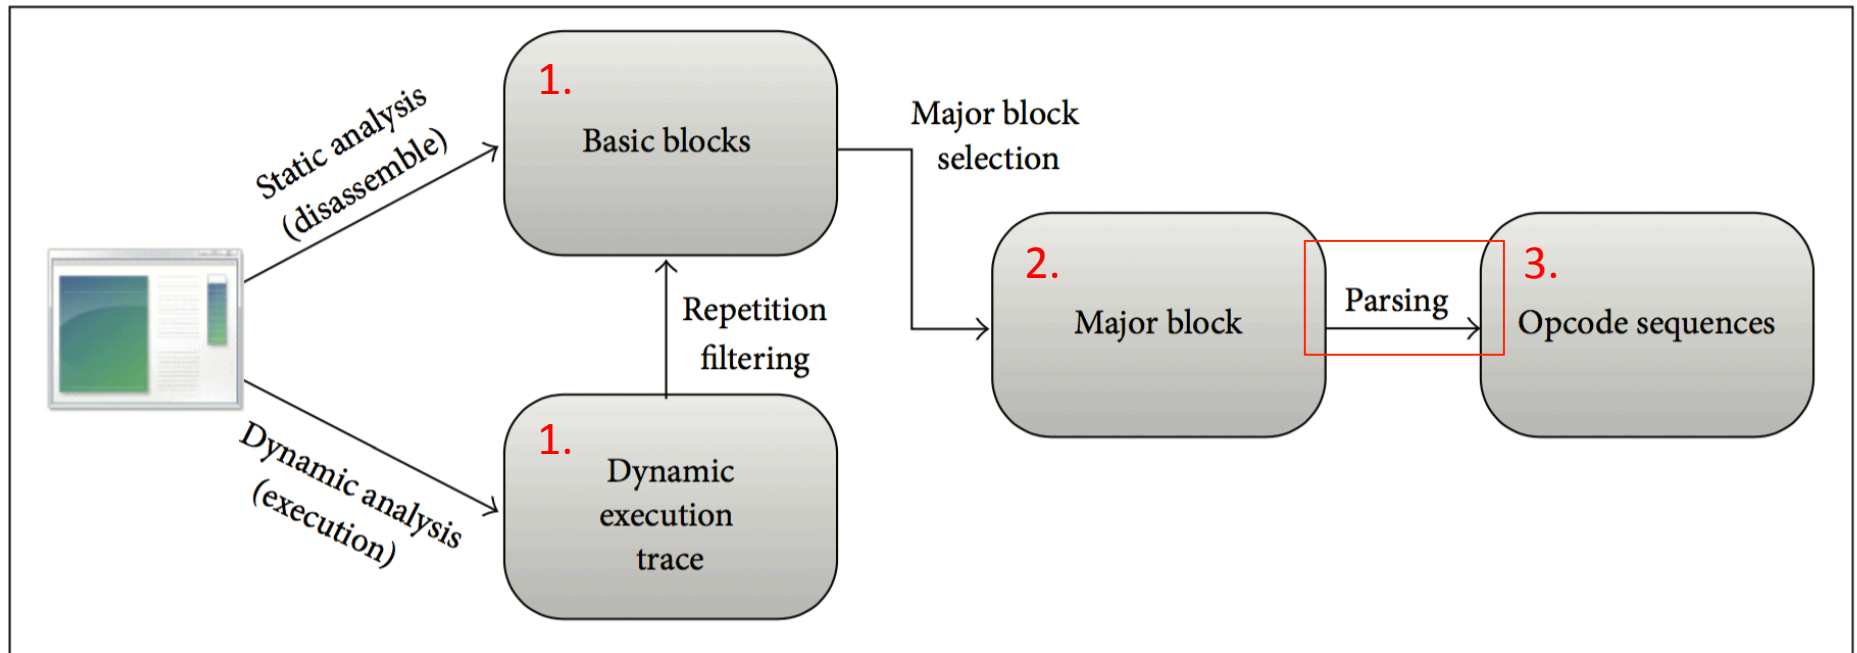 1.
Basic blocks
Static analysis
(disassemble)
Major block
selection
Repetition
filtering
2.
Major block
Parsing
3.
Opcode sequences
Dynamic analysis
(execution)
1.
Dynamic
execution
trace